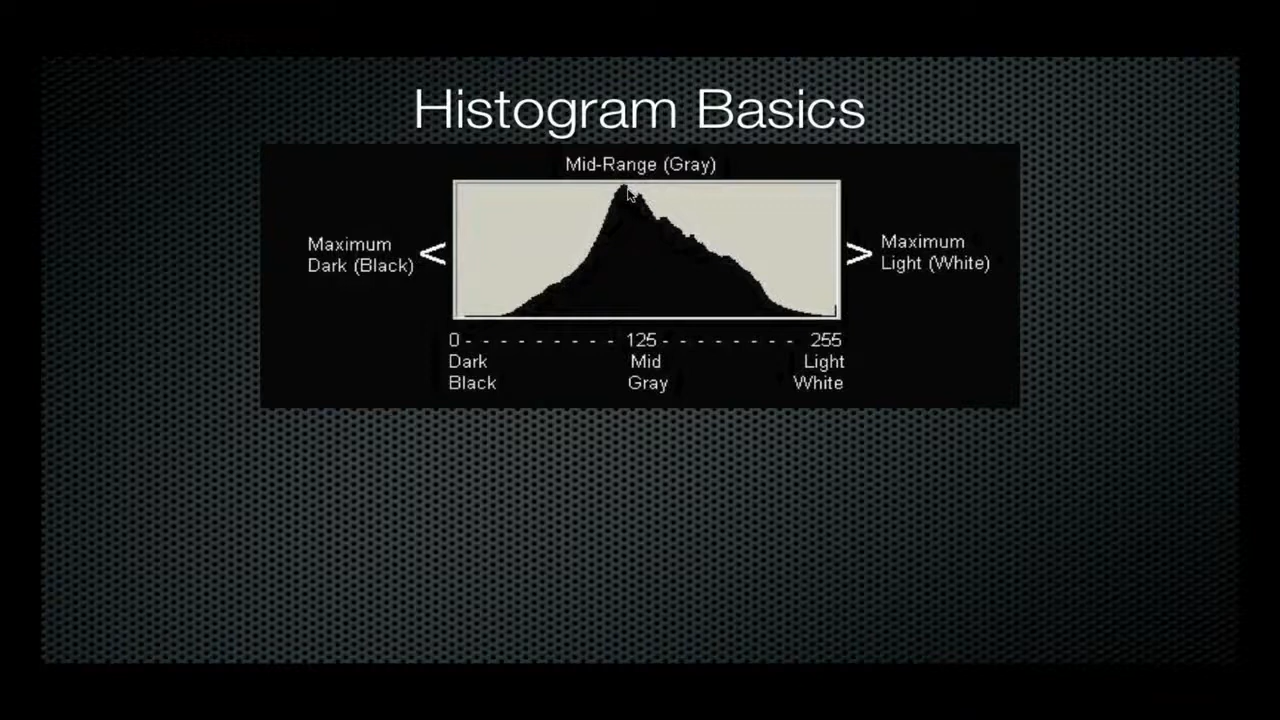 Histogram Basics
Mid-Range (Gray)
Maximum
Dark (Black)
<
>
Maximum
Light (White)
0- - - - - - - - - 125- - - - - - - - 255
Dark Mid Light
Black Gray White